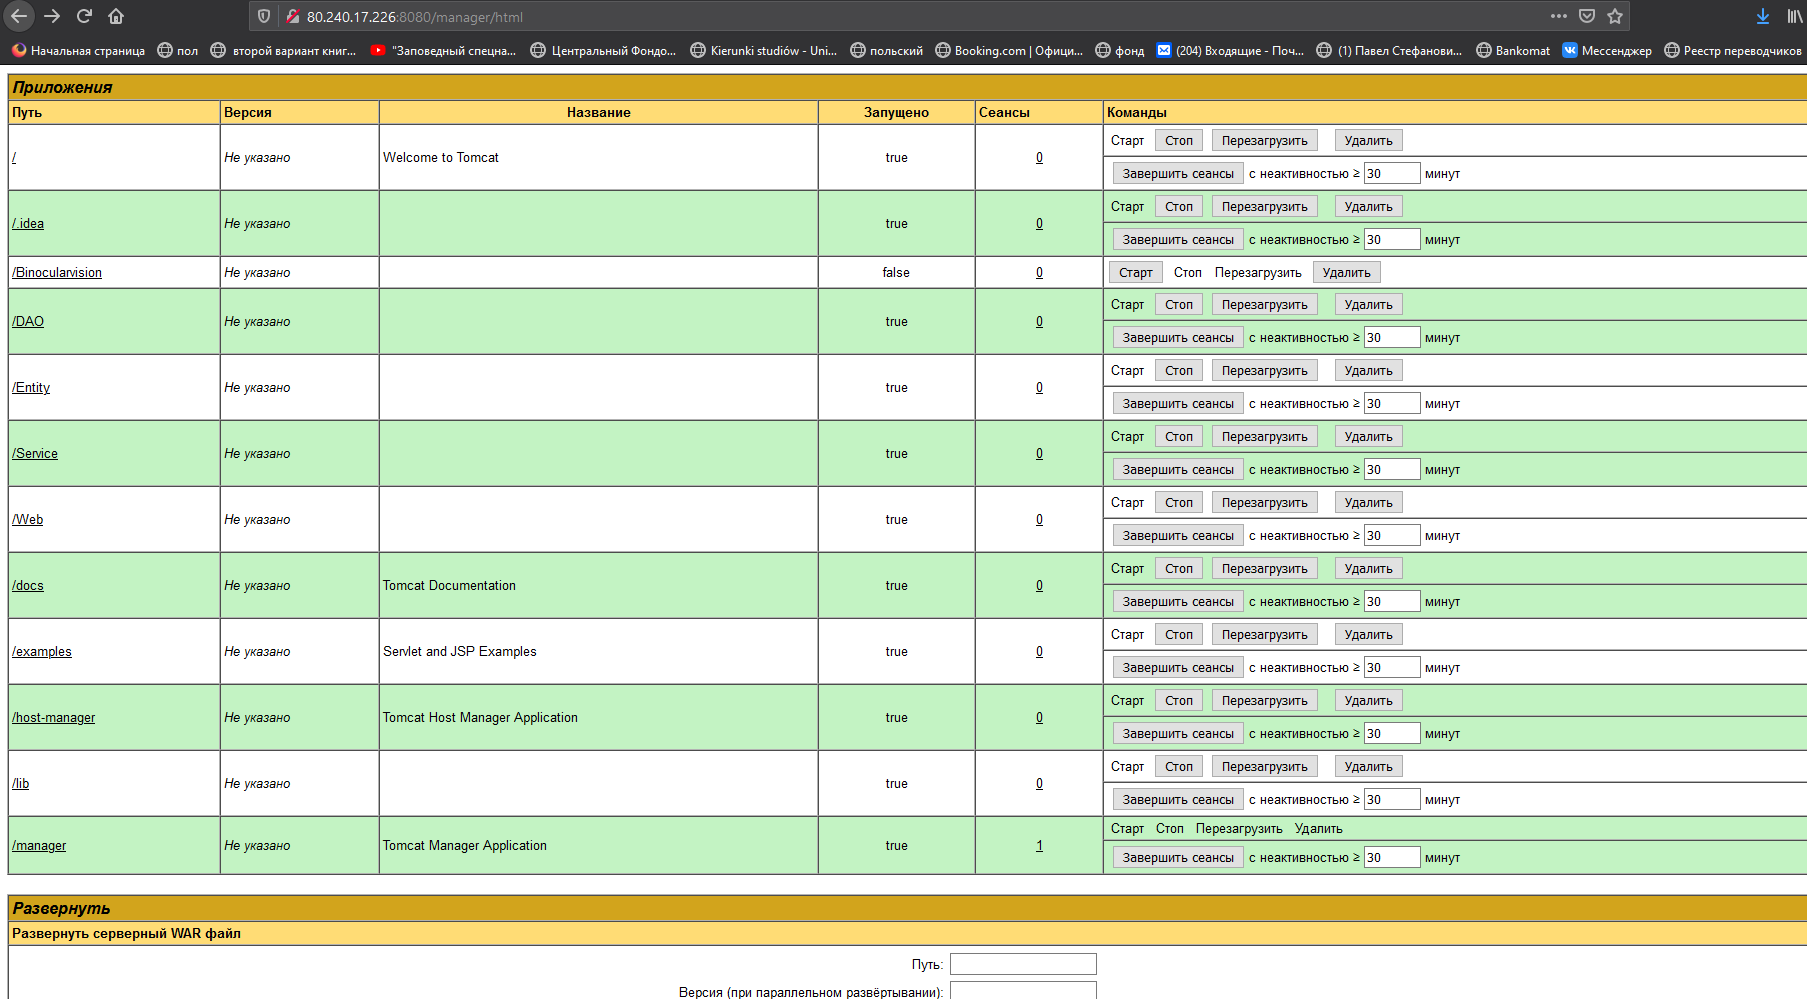 80.240.17.226:8080/manager/html
Начальная страница пол второй вариант книг... "Заповедный спецна... Центральный Фондо... Kierunki studiów - Uni... польский Booking.com | Офици... фонд (204) Входящие - Поч... (1) Павел Стефанови... Bankomat Мессенджер Реестр переводчиков
Приложения
Путь Версия Название Запущено Сеансы Команды
Старт Стоп Перезагрузить Удалить
/ Не указано Welcome to Tomcat true 0
Завершить сеансы с неактивностью ≥ 30 минут
Старт Стоп Перезагрузить Удалить
/.idea Не указано true 0
Завершить сеансы с неактивностью ≥ 30 минут
/Binocularvision Не указано false 0 Старт Стоп Перезагрузить Удалить
Старт Стоп Перезагрузить Удалить
/DAO Не указано true 0
Завершить сеансы с неактивностью ≥ 30 минут
Старт Стоп Перезагрузить Удалить
/Entity Не указано true 0
Завершить сеансы с неактивностью ≥ 30 минут
Старт Стоп Перезагрузить Удалить
/Service Не указано true 0
Завершить сеансы с неактивностью ≥ 30 минут
Старт Стоп Перезагрузить Удалить
/Web Не указано true 0
Завершить сеансы с неактивностью ≥ 30 минут
Старт Стоп Перезагрузить Удалить
/docs Не указано Tomcat Documentation true 0
Завершить сеансы с неактивностью ≥ 30 минут
Старт Стоп Перезагрузить Удалить
/examples Не указано Servlet and JSP Examples true 0
Завершить сеансы с неактивностью ≥ 30 минут
Старт Стоп Перезагрузить Удалить
/host-manager Не указано Tomcat Host Manager Application true 0
Завершить сеансы с неактивностью ≥ 30 минут
Старт Стоп Перезагрузить Удалить
/lib Не указано true 0
Завершить сеансы с неактивностью ≥ 30 минут
Старт Стоп Перезагрузить Удалить
/manager Не указано Tomcat Manager Application true 1
Завершить сеансы с неактивностью ≥ 30 минут
Развернуть
Развернуть серверный WAR файл
Путь:
Версия (при параллельном развёртывании):